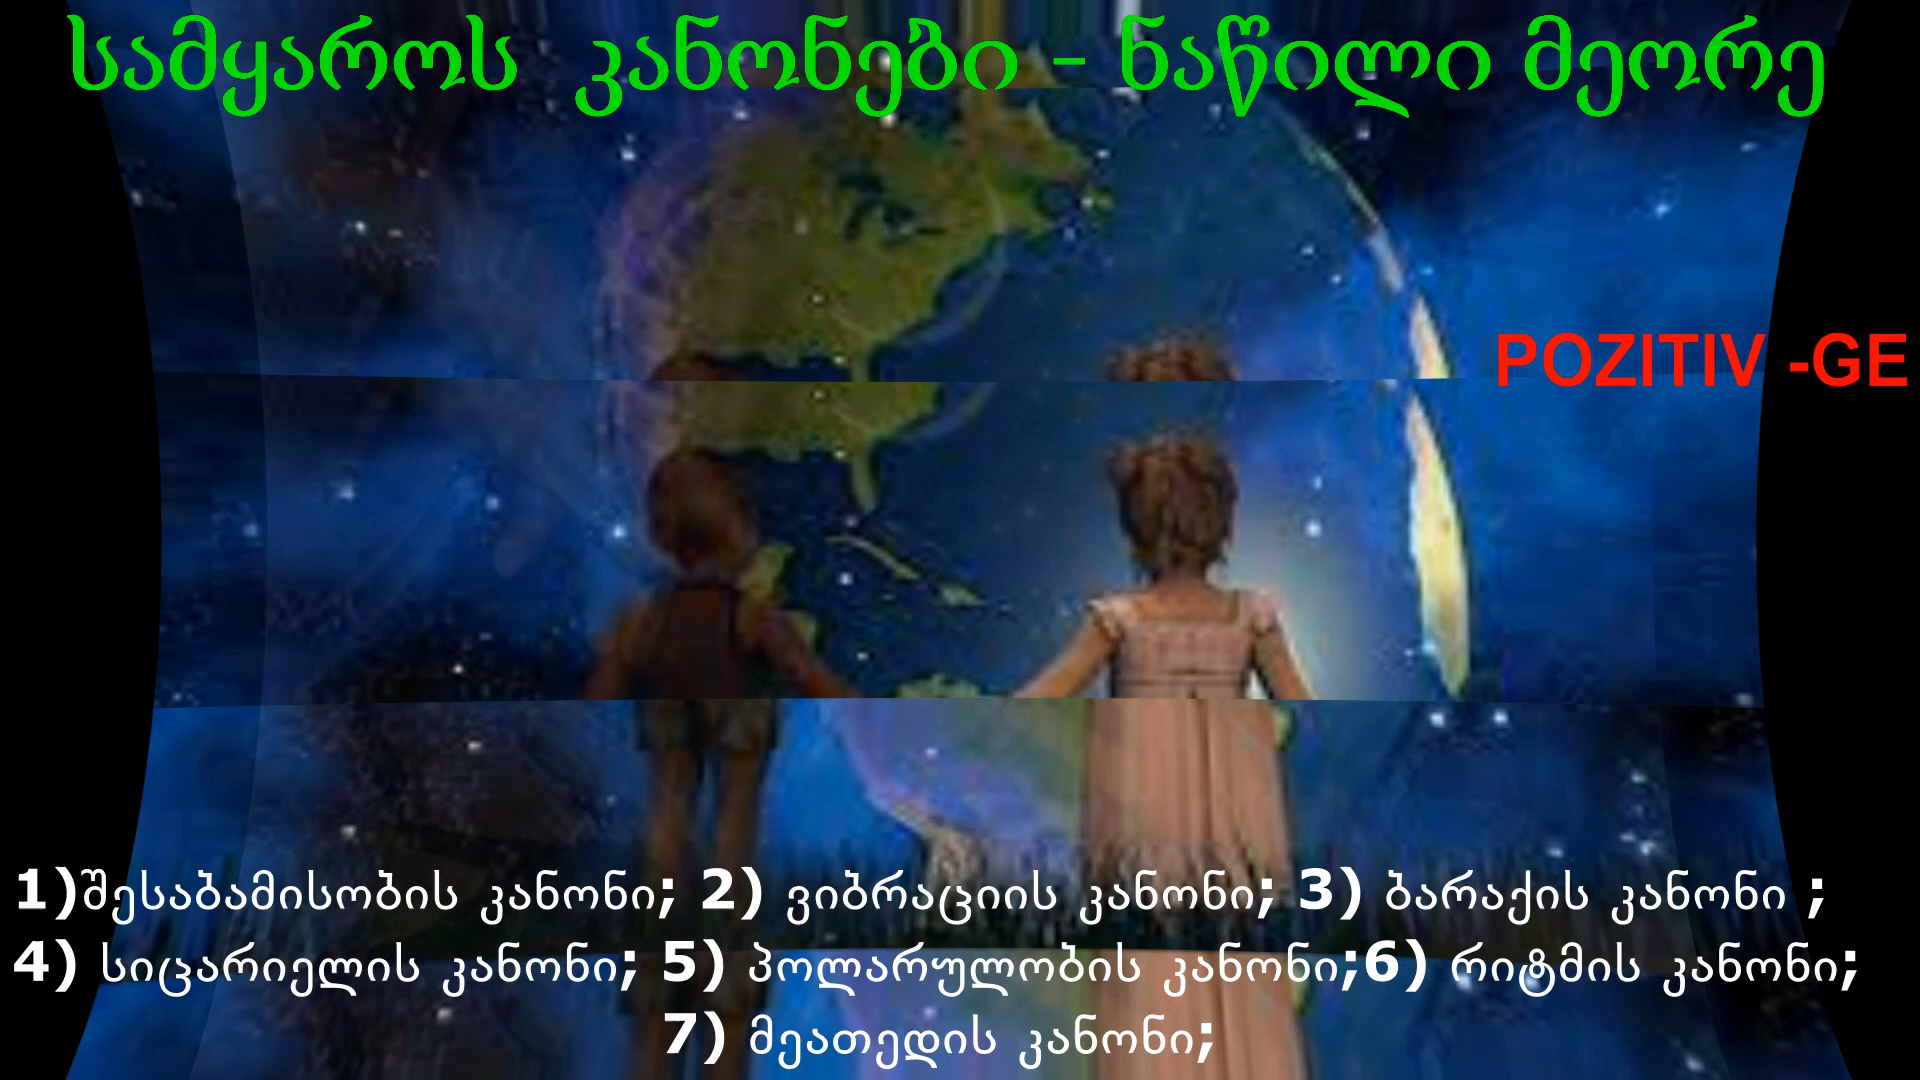 სამყაროს კანონები - ნაწილი მეორე
POZITIV -GE
1)შესაბამისობის კანონი; 2) ვიბრაციის კანონი; 3) ბარაქის კანონი ;
4) სიცარიელის კანონი; 5) პოლარულობის კანონი;6) რიტმის კანონი;
7) მეათედის კანონი;